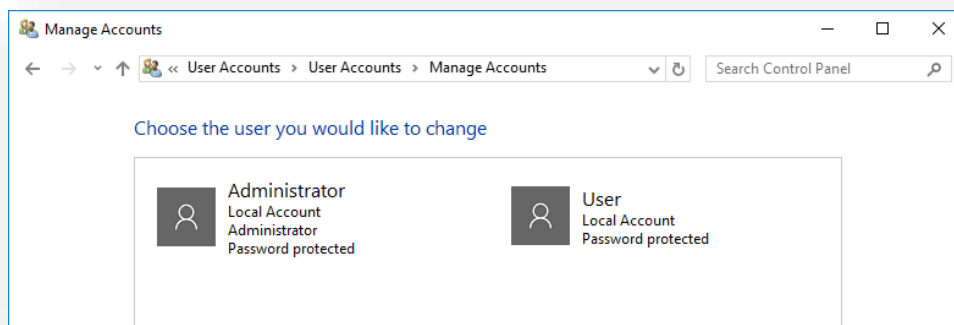 Manage Accounts
« User Accounts › User Accounts › Manage Accounts
Search Control Panel
Choose the user you would like to change
Administrator
Local Account
Administrator
Password protected
User
Local Account
Password protected